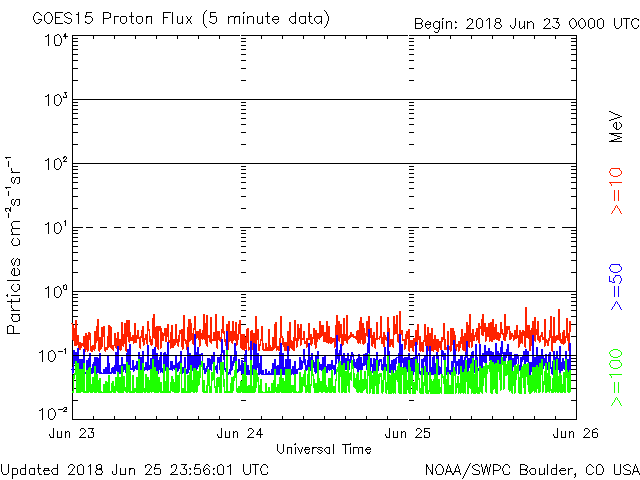 GOES15 Proton Flux (5 minute data)
Begin: 2018 Jun 23 0000 UTC
10⁴
10³
10²
10¹
10⁰
10⁻¹
10⁻²
Particles cm⁻²s⁻¹sr⁻¹
MeV
>=10
>=50
>=100
Jun 23
Jun 24
Jun 25
Jun 26
Universal Time
Updated 2018 Jun 25 23:56:01 UTC
NOAA/SWPC Boulder, CO USA